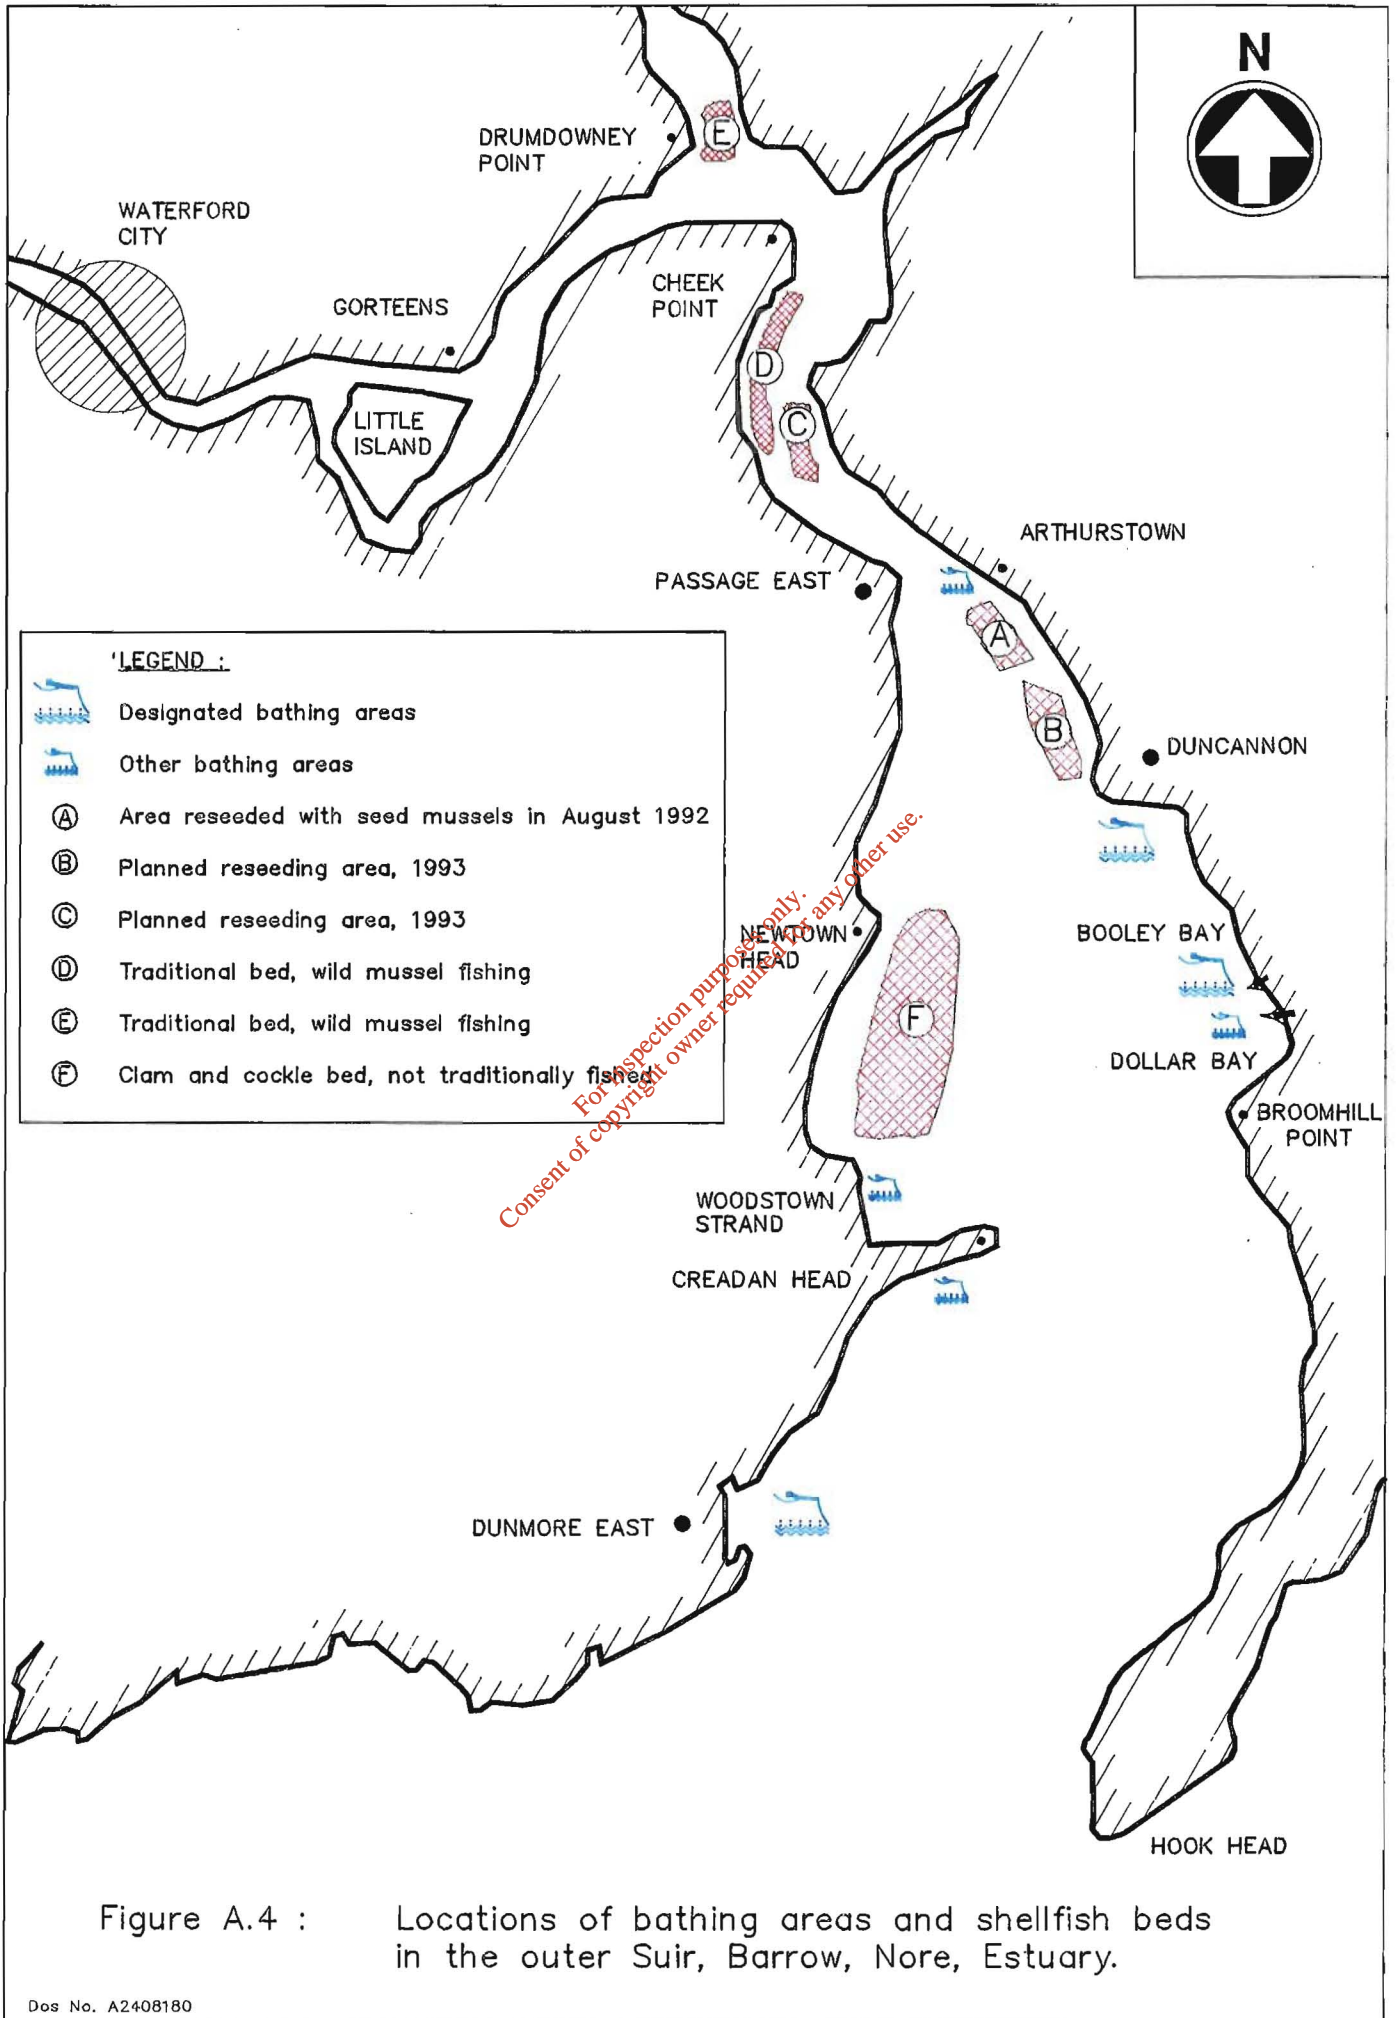 N
DRUMDOWNEY
POINT
E
WATERFORD
CITY
CHEEK
POINT
GORTEENS
D
C
LITTLE
ISLAND
ARTHURSTOWN
PASSAGE EAST
A
B
DUNCANNON
'LEGEND :
Designated bathing areas
Other bathing areas
A Area reseeded with seed mussels in August 1992
B Planned reseeding area, 1993
C Planned reseeding area, 1993
D Traditional bed, wild mussel fishing
E Traditional bed, wild mussel fishing
F Clam and cockle bed, not traditionally fished
For inspection purposes only.
Consent of copyright owner required for any other use.
NEWTOWN
HEAD
F
BOOLEY BAY
DOLLAR BAY
BROOMHILL
POINT
WOODSTOWN
STRAND
CREADAN HEAD
DUNMORE EAST
HOOK HEAD
Figure A.4 : Locations of bathing areas and shellfish beds
in the outer Suir, Barrow, Nore, Estuary.
Dos No. A2408180